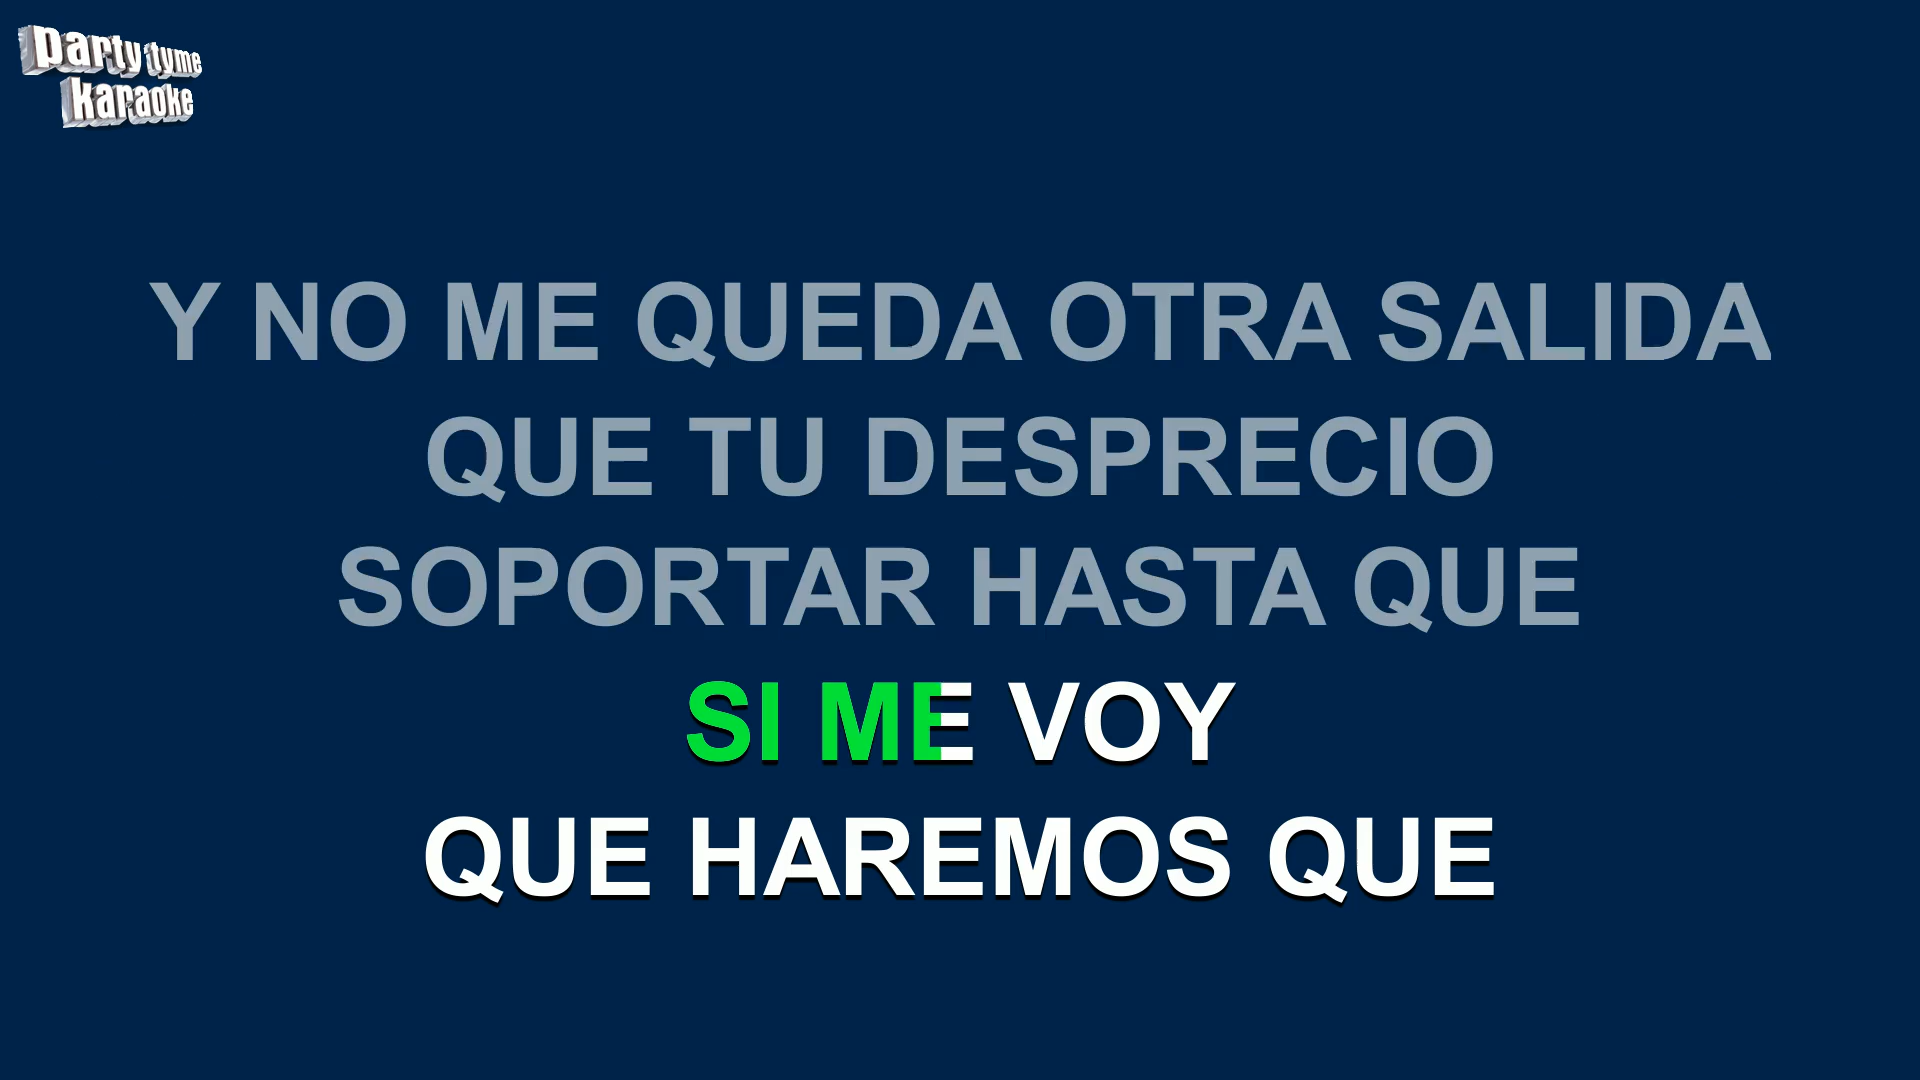 party tyme
karaoke
Y NO ME QUEDA OTRA SALIDA
QUE TU DESPRECIO
SOPORTAR HASTA QUE
SI ME VOY
QUE HAREMOS QUE